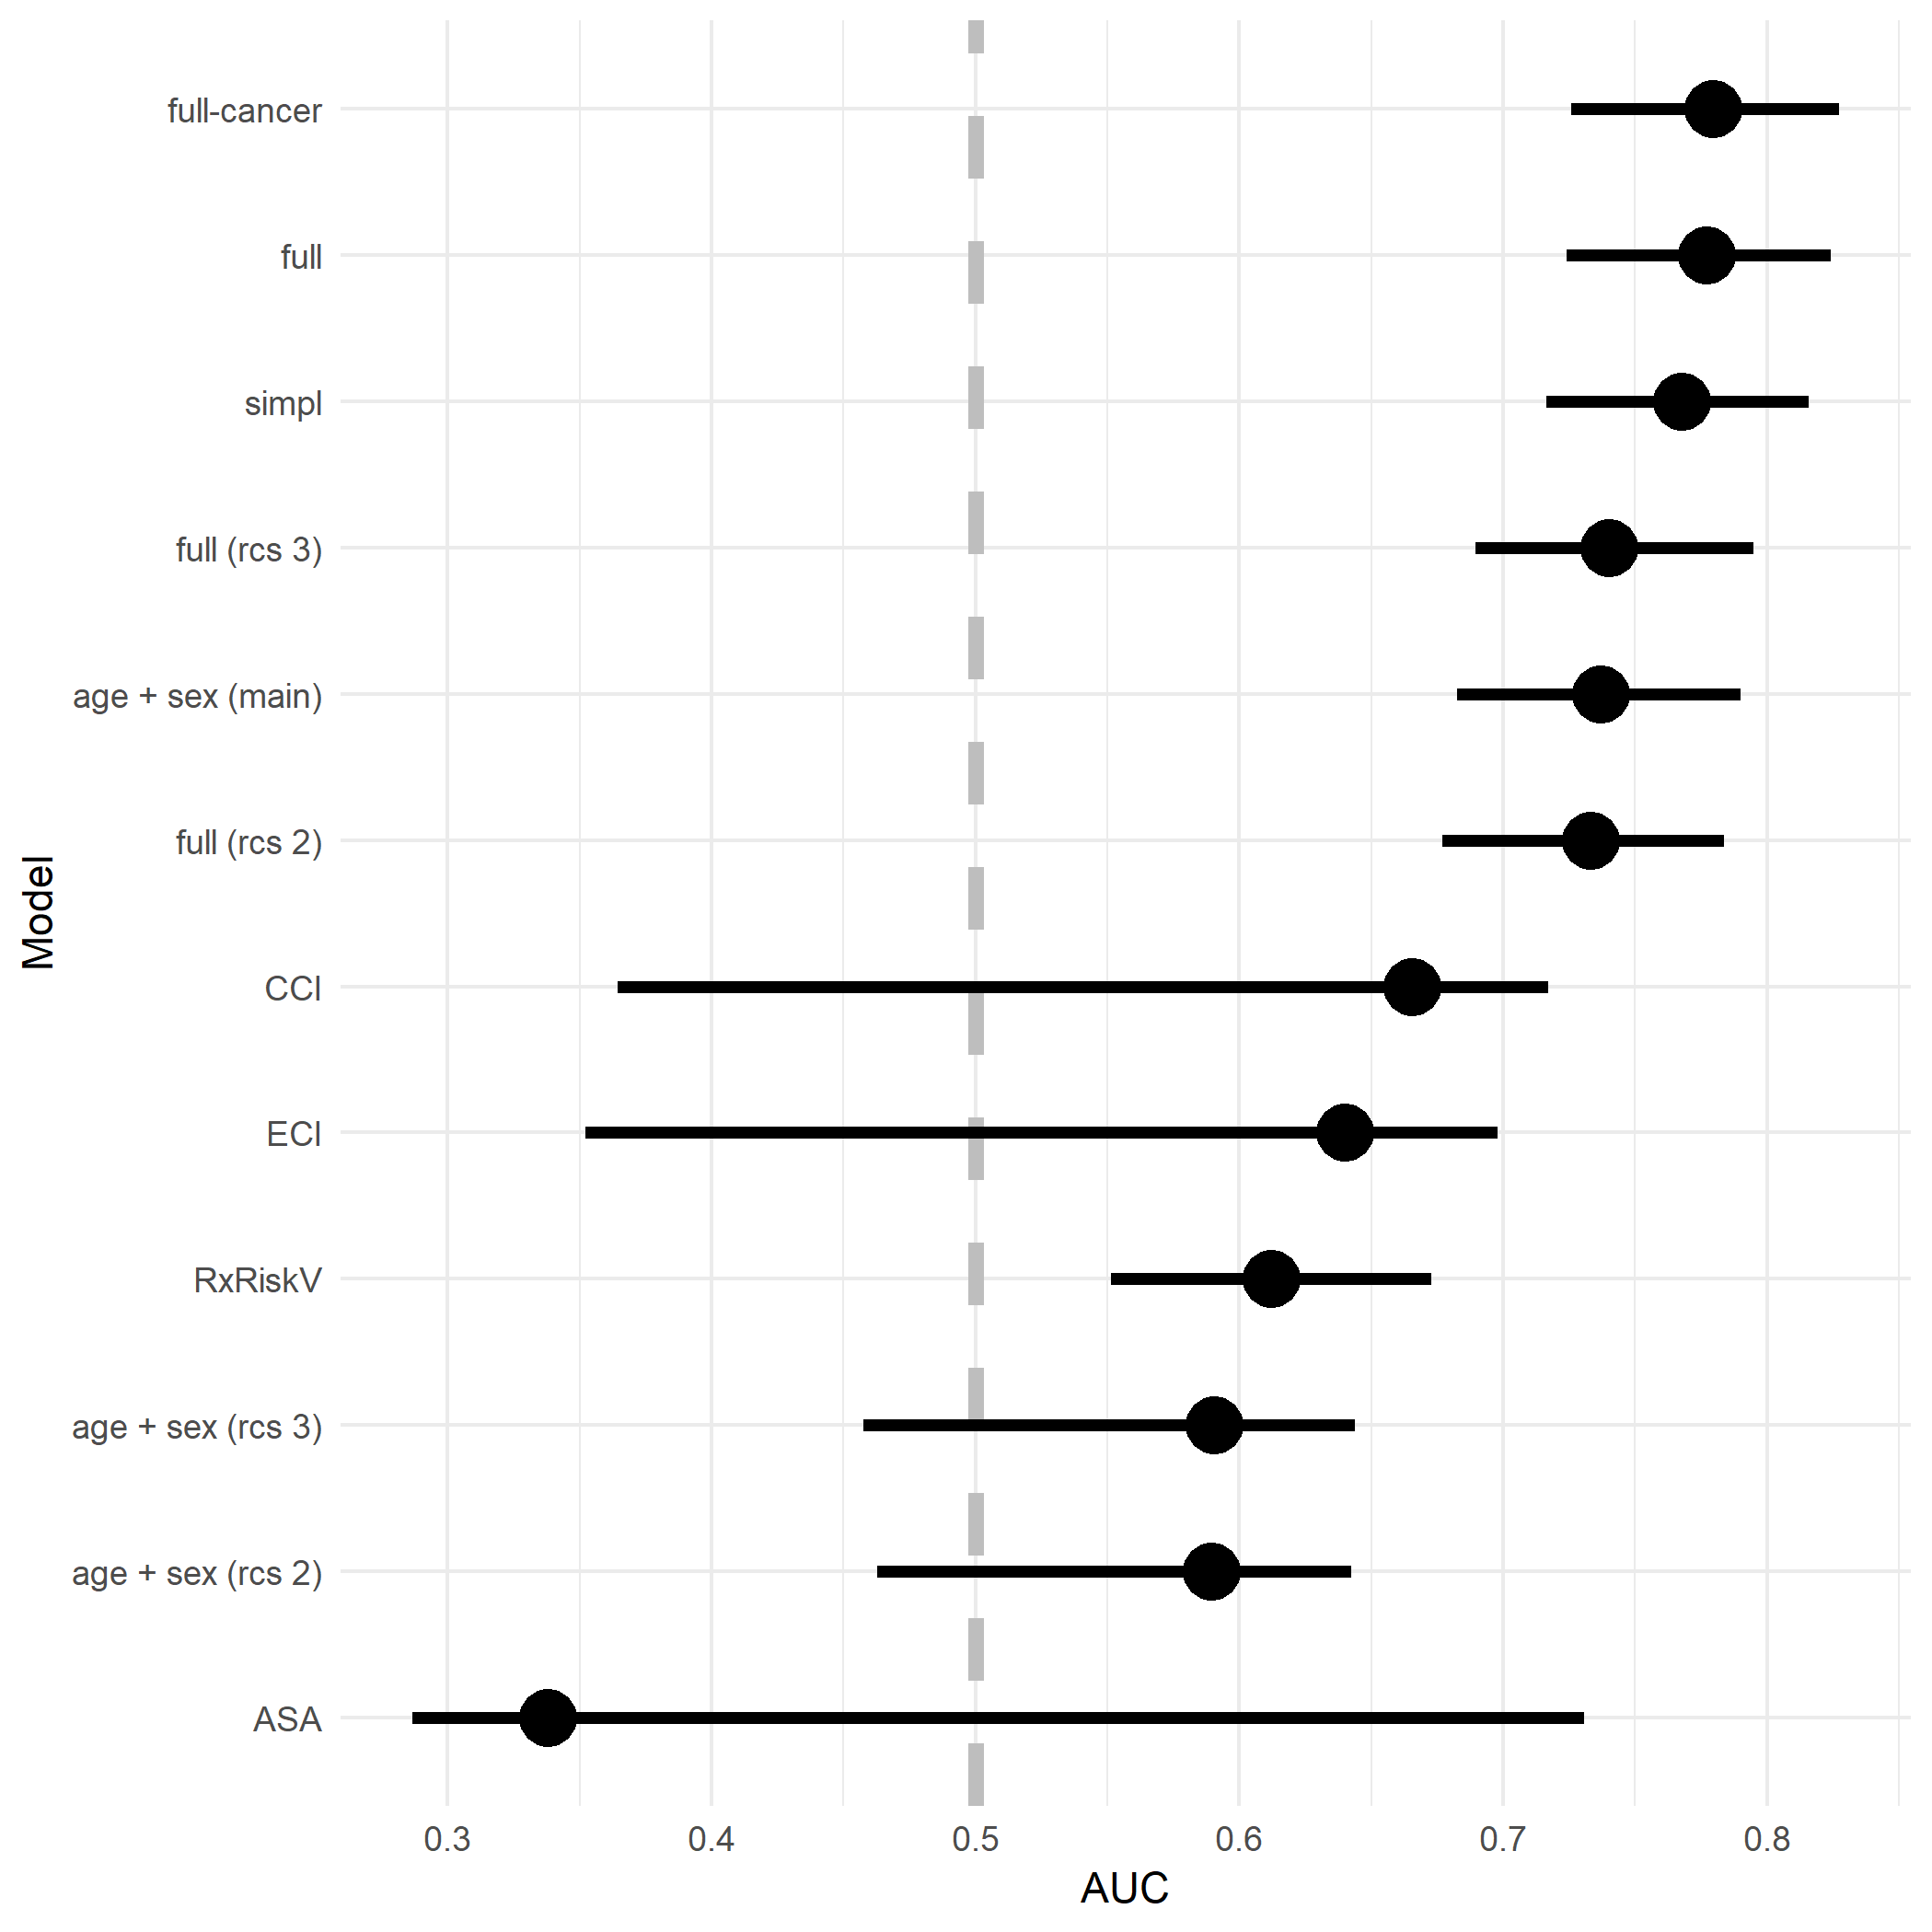 full-cancer
full
simpl
full (rcs 3)
age + sex (main)
full (rcs 2)
CCI
ECI
RxRiskV
age + sex (rcs 3)
age + sex (rcs 2)
ASA
Model
0.3 0.4 0.5 0.6 0.7 0.8
AUC